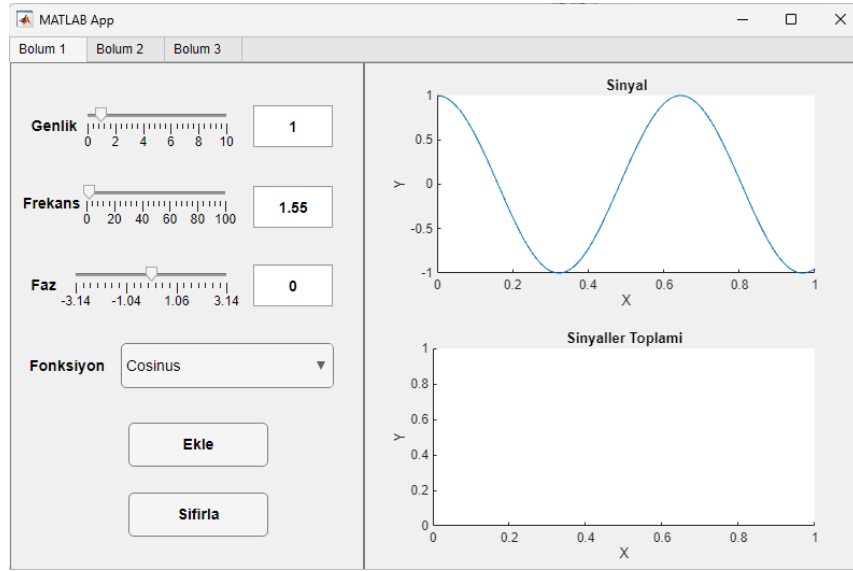 MATLAB App
Bolum 1 Bolum 2 Bolum 3
Genlik
0 2 4 6 8 10
1
Frekans
0 20 40 60 80 100
1.55
Faz
-3.14 -1.04 1.06 3.14
0
Fonksiyon
Cosinus
Ekle
Sifirla
Sinyal
1
0.5
0
-0.5
-1
Y
0 0.2 0.4 0.6 0.8 1
X
Sinyaller Toplami
1
0.8
0.6
0.4
0.2
0
Y
0 0.2 0.4 0.6 0.8 1
X